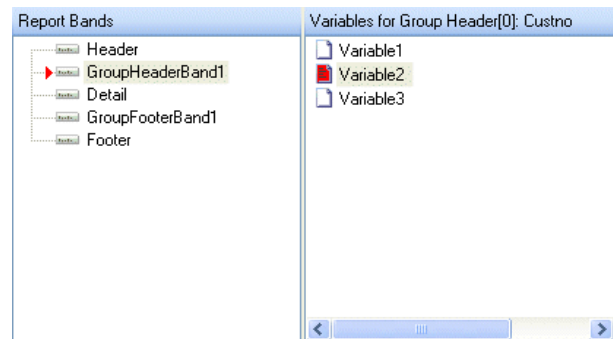 Report Bands
Header
GroupHeaderBand1
Detail
GroupFooterBand1
Footer
Variables for Group Header[0]: Custno
Variable1
Variable2
Variable3